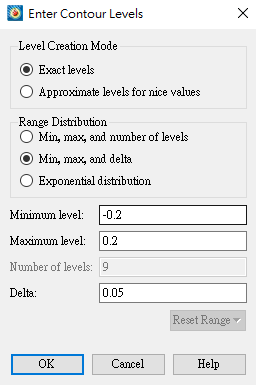 Enter Contour Levels
Level Creation Mode
Exact levels
Approximate levels for nice values
Range Distribution
Min, max, and number of levels
Min, max, and delta
Exponential distribution
Minimum level: -0.2
Maximum level: 0.2
Number of levels: 9
Delta: 0.05
Reset Range
OK Cancel Help